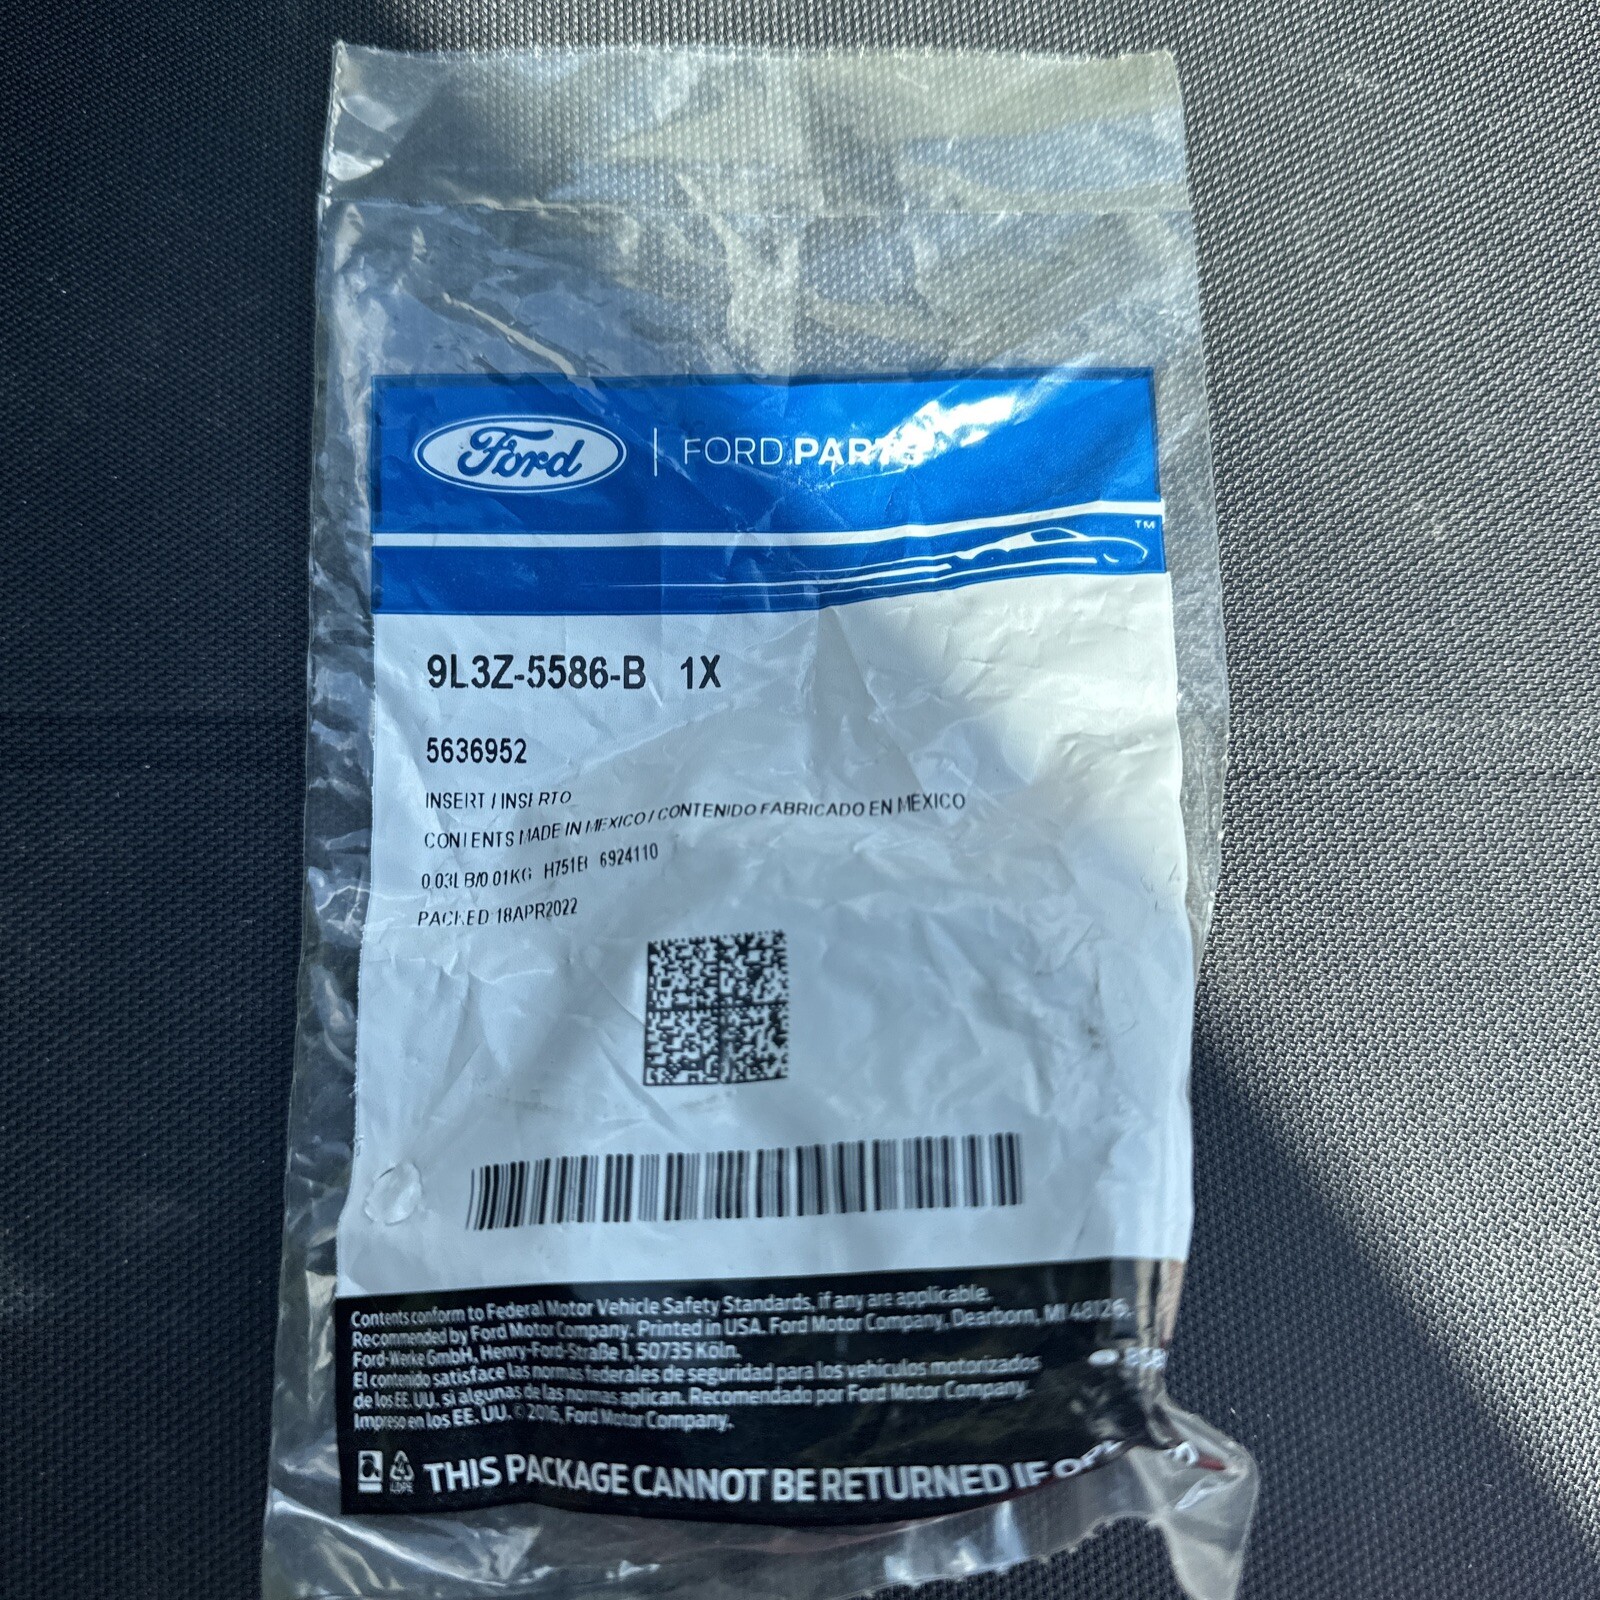 Ford | FORD PARTS
TM
9L3Z-5586-B 1X
5636952
INSERT / INSERTO
CONTENTS MADE IN MEXICO / CONTENIDO FABRICADO EN MEXICO
0.03LB/0.01KG 6924110
PACKED 18APR2022
Contents conform to Federal Motor Vehicle Safety Standards, if any are applicable.
Recommended by Ford Motor Company. Printed in USA. Ford Motor Company, Dearborn, MI 48126.
Ford-Werke GmbH, Henry-Ford-Straße 1, 50735 Köln.
El contenido satisface las normas federales de seguridad para los vehículos motorizados
de los EE. UU. si algunas de las normas aplican. Recomendado por Ford Motor Company.
Impreso en los EE. UU. © 2016, Ford Motor Company.
LDPE
THIS PACKAGE CANNOT BE RETURNED IF